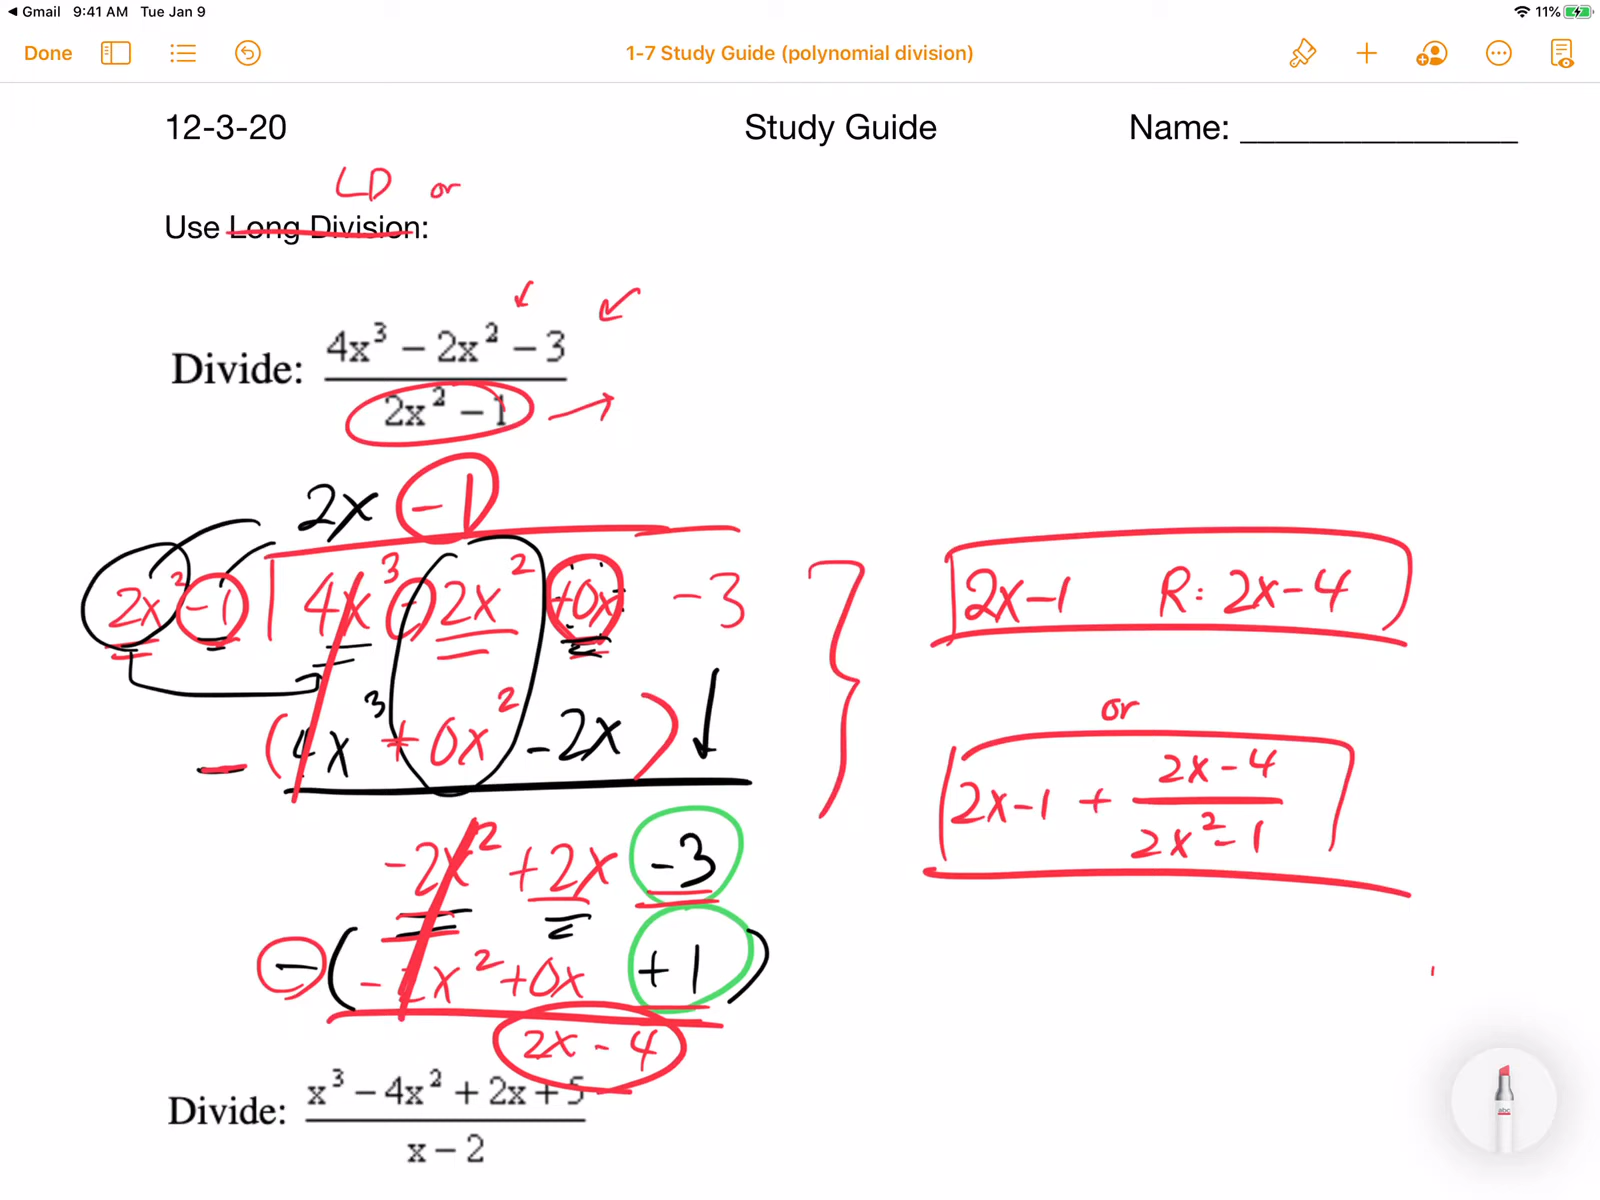 Gmail 9:41 AM Tue Jan 9 11%
Done 1-7 Study Guide (polynomial division)
12-3-20 Study Guide Name: _______________
LD or
Use Long Division:
Divide: 4x³ − 2x² − 3
2x² − 1
2x -1
2x² -1 4x³ - 2x² +0x -3
-(4x³ + 0x² -2x)
-2x² +2x -3
-(-2x² +0x +1)
2x - 4
2x-1 R: 2x-4
or
2x-1 + 2x-4
2x²-1
Divide: x³ − 4x² + 2x + 5
x − 2
abc